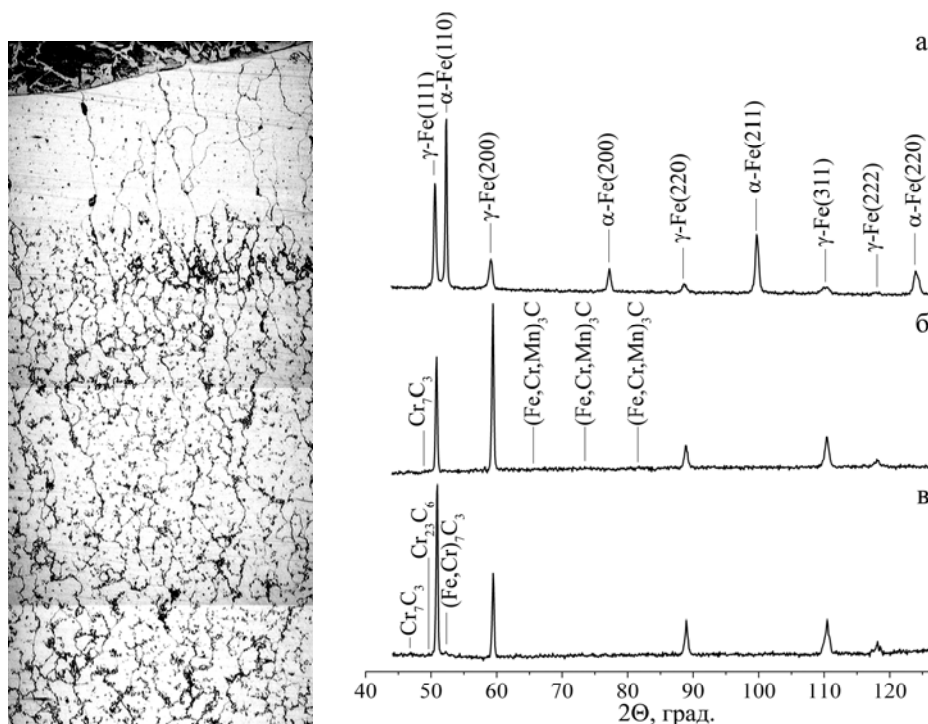 а
γ-Fe(111)
α-Fe(110)
γ-Fe(200)
α-Fe(200)
γ-Fe(220)
α-Fe(211)
γ-Fe(311)
γ-Fe(222)
α-Fe(220)
б
Cr₇C₃
(Fe,Cr,Mn)₃C
(Fe,Cr,Mn)₃C
(Fe,Cr,Mn)₃C
в
Cr₇C₃
Cr₂₃C₆
(Fe,Cr)₇C₃
40 50 60 70 80 90 100 110 120
2Θ, град.